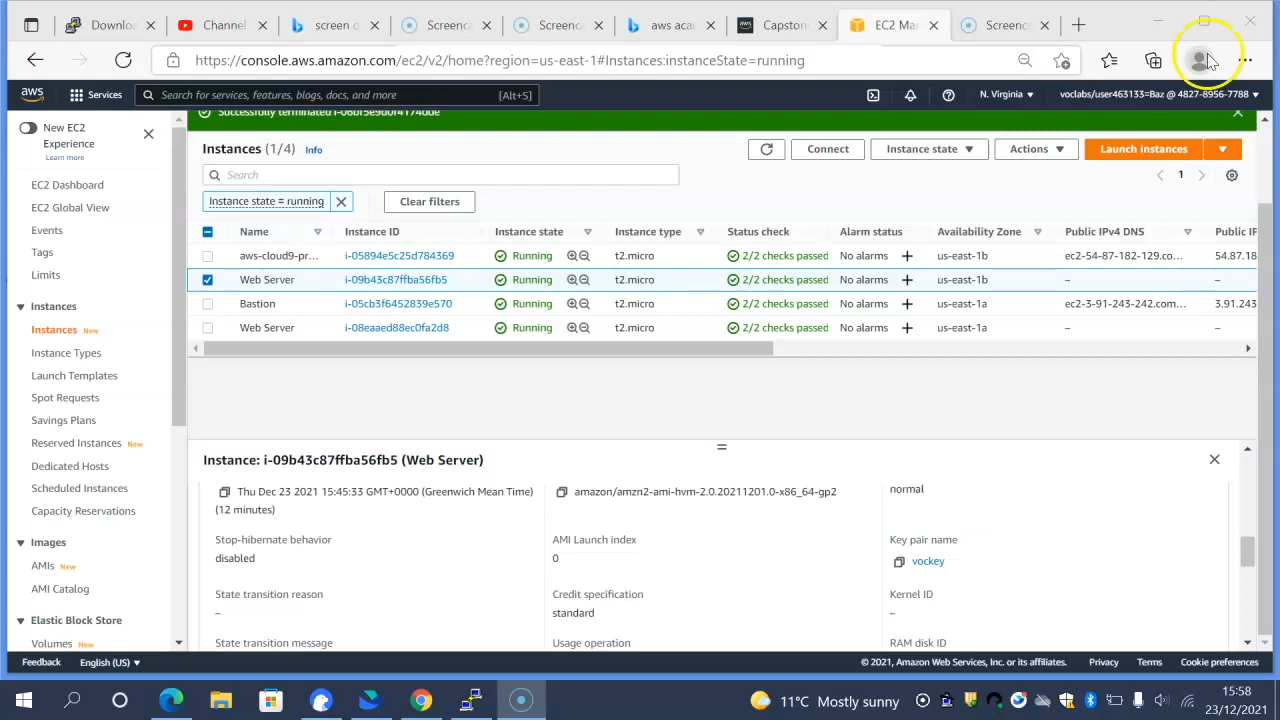 Downlo
Channel
screen o
Screenca
Screenca
aws aca
Capston
EC2 Ma
Screenc
https://console.aws.amazon.com/ec2/v2/home?region=us-east-1#Instances:instanceState=running
aws
Services
Search for services, features, blogs, docs, and more
[Alt+S]
N. Virginia
voclabs/user463133=Baz @ 4827-8956-7788
New EC2
Experience
Learn more
EC2 Dashboard
EC2 Global View
Events
Tags
Limits
Instances
Instances New
Instance Types
Launch Templates
Spot Requests
Savings Plans
Reserved Instances New
Dedicated Hosts
Scheduled Instances
Capacity Reservations
Images
AMIs New
AMI Catalog
Elastic Block Store
Volumes New
Successfully terminated i-06bf5e9d0f4174dde
Instances (1/4) Info
Connect
Instance state
Actions
Launch instances
Search
1
Instance state = running
Clear filters
Name Instance ID Instance state Instance type Status check Alarm status Availability Zone Public IPv4 DNS Public IP
aws-cloud9-pr... i-05894e5c25d784369 Running t2.micro 2/2 checks passed No alarms + us-east-1b ec2-54-87-182-129.co... 54.87.18
Web Server i-09b43c87ffba56fb5 Running t2.micro 2/2 checks passed No alarms + us-east-1b – –
Bastion i-05cb3f6452839e570 Running t2.micro 2/2 checks passed No alarms + us-east-1a ec2-3-91-243-242.com... 3.91.243
Web Server i-08eaaed88ec0fa2d8 Running t2.micro 2/2 checks passed No alarms + us-east-1a – –
Instance: i-09b43c87ffba56fb5 (Web Server)
Thu Dec 23 2021 15:45:33 GMT+0000 (Greenwich Mean Time)
(12 minutes)
amazon/amzn2-ami-hvm-2.0.20211201.0-x86_64-gp2
normal
Stop-hibernate behavior
disabled
AMI Launch index
0
Key pair name
vockey
State transition reason
–
Credit specification
standard
Kernel ID
–
State transition message
Usage operation
RAM disk ID
Feedback
English (US)
© 2021, Amazon Web Services, Inc. or its affiliates.
Privacy
Terms
Cookie preferences
11°C Mostly sunny
15:58
23/12/2021